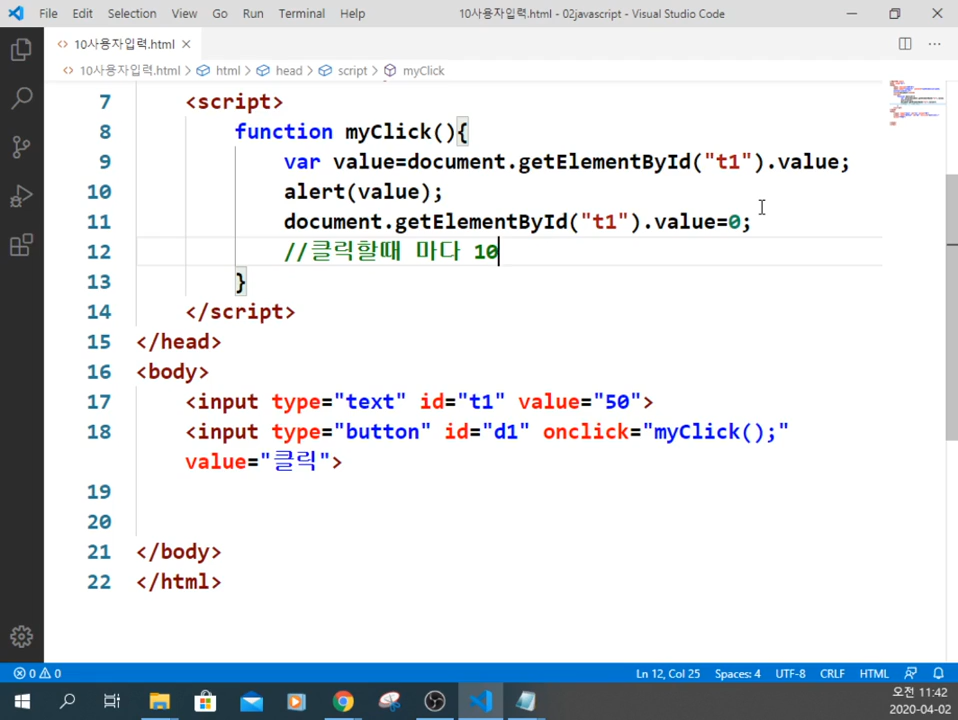 File Edit Selection View Go Run Terminal Help 10사용자입력.html - 02javascript - Visual Studio Code
<> 10사용자입력.html ×
<> 10사용자입력.html > html > head > script > myClick
7 <script>
8 function myClick(){
9 var value=document.getElementById("t1").value;
10 alert(value);
11 document.getElementById("t1").value=0;
12 //클릭할때 마다 10
13 }
14 </script>
15 </head>
16 <body>
17 <input type="text" id="t1" value="50">
18 <input type="button" id="d1" onclick="myClick();"
value="클릭">
19
20
21 </body>
22 </html>
0 0 Ln 12, Col 25 Spaces: 4 UTF-8 CRLF HTML
오전 11:42
2020-04-02